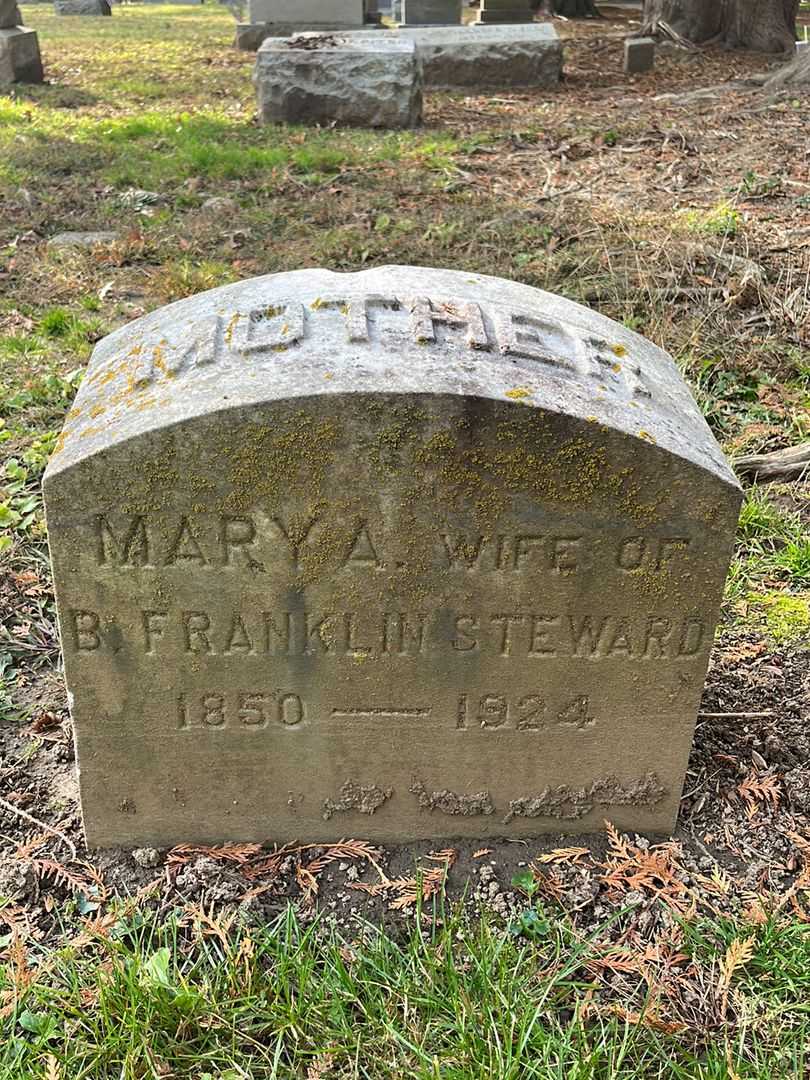 MOTHER
MARY A. WIFE OF
B. FRANKLIN STEWARD
1850 — 1924